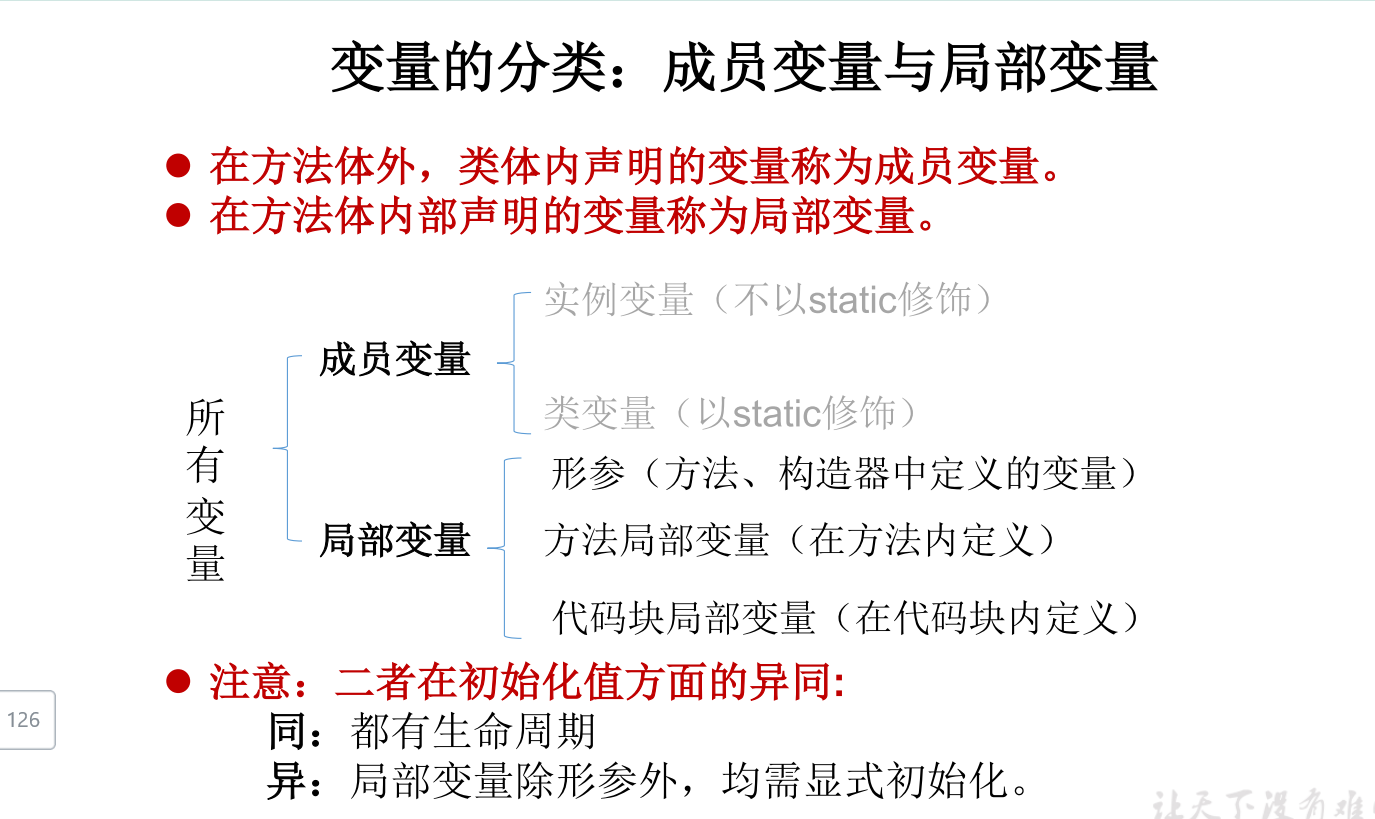 变量的分类：成员变量与局部变量
在方法体外，类体内声明的变量称为成员变量。
在方法体内部声明的变量称为局部变量。
所有变量
成员变量
实例变量（不以static修饰）
类变量（以static修饰）
局部变量
形参（方法、构造器中定义的变量）
方法局部变量（在方法内定义）
代码块局部变量（在代码块内定义）
注意：二者在初始化值方面的异同:
同：都有生命周期
异：局部变量除形参外，均需显式初始化。
126
让天下没有难